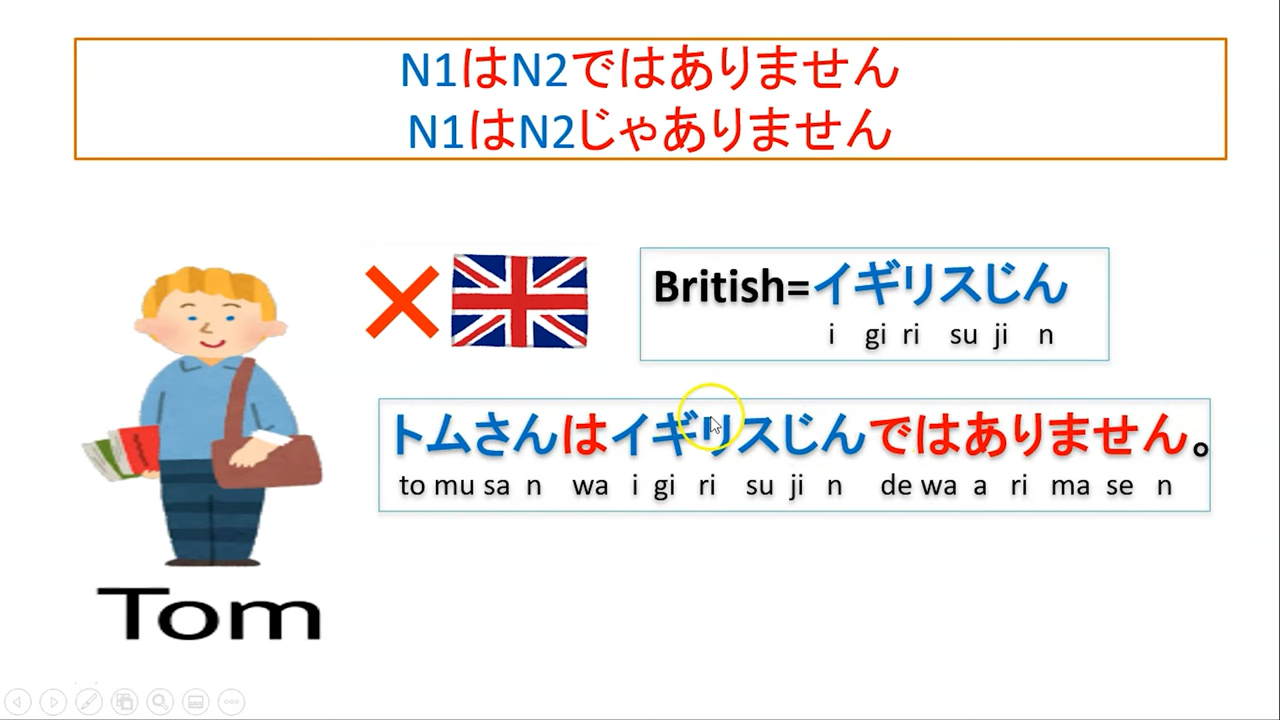 N1はN2ではありません
N1はN2じゃありません
British=イギリスじん
i gi ri su ji n
トムさんはイギリスじんではありません。
to mu sa n wa i gi ri su ji n de wa a ri ma se n
Tom